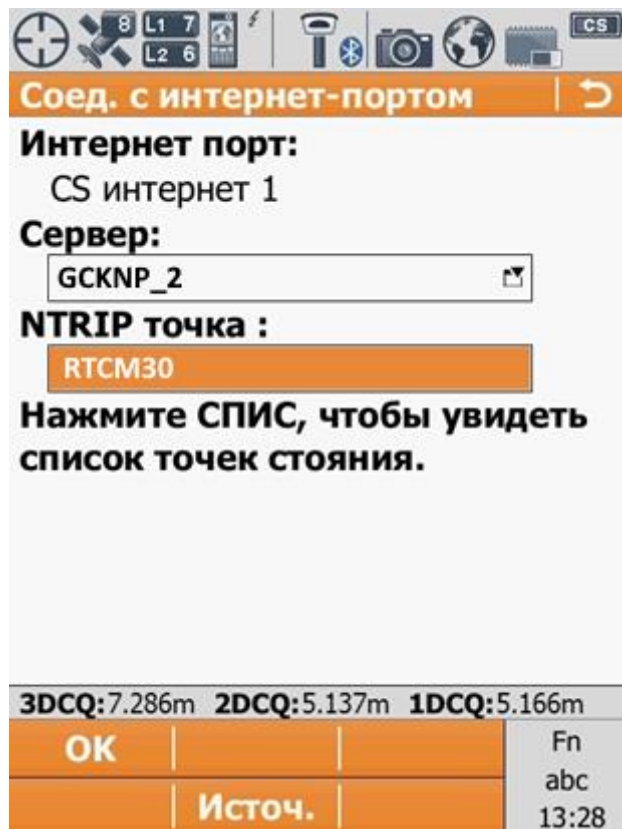 8 L1 7 CS
L2 6
Соед. с интернет-портом
Интернет порт:
CS интернет 1
Сервер:
GCKNP_2
NTRIP точка :
RTCM30
Нажмите СПИС, чтобы увидеть
список точек стояния.
3DCQ:7.286m 2DCQ:5.137m 1DCQ:5.166m
OK Fn
abc
Источ. 13:28